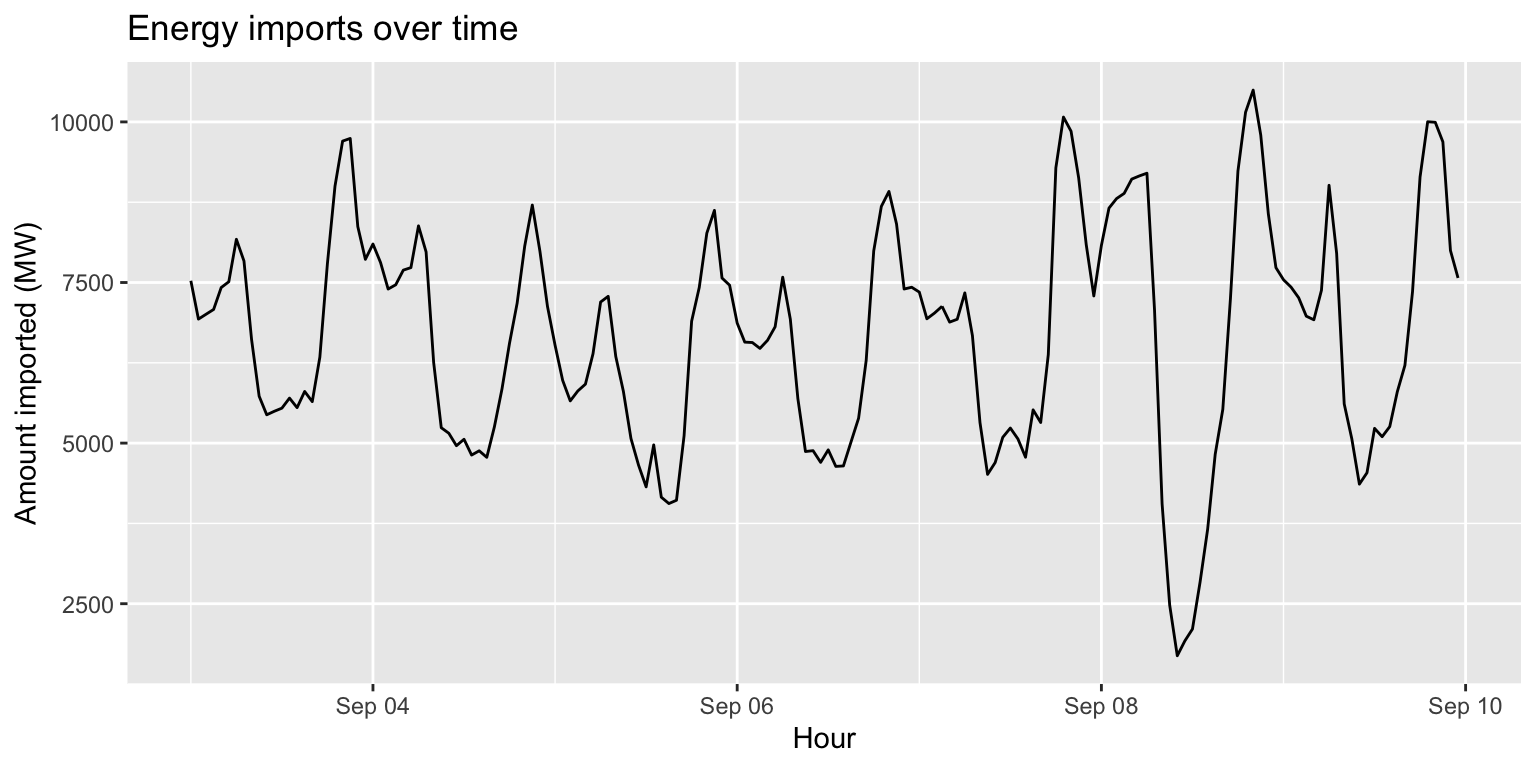 Energy imports over time
Amount imported (MW)
10000
7500
5000
2500
Sep 04 Sep 06 Sep 08 Sep 10
Hour